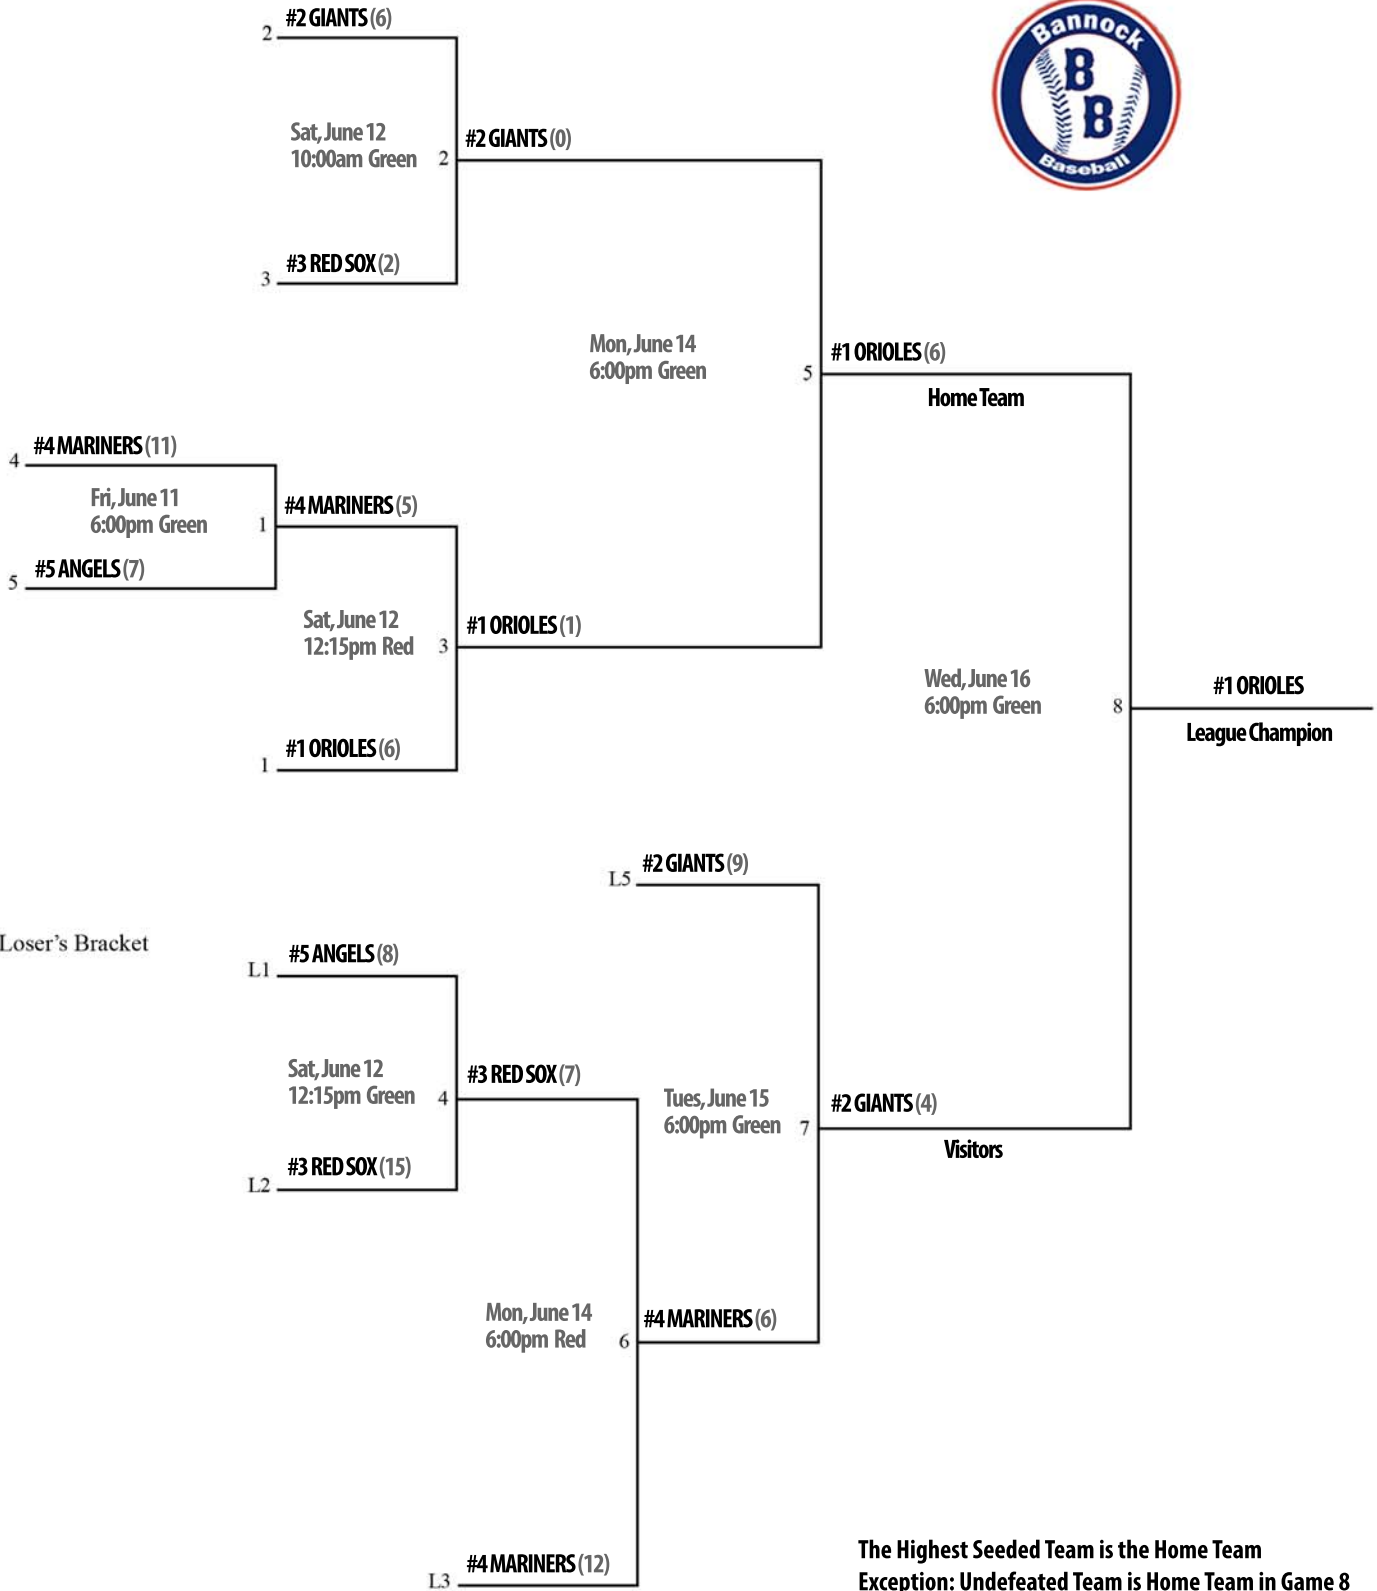 #2 GIANTS (6)
2
Bannock
B
B
Baseball
Sat, June 12
10:00am Green
2
#2 GIANTS (0)
#3 RED SOX (2)
3
Mon, June 14
6:00pm Green
5
#1 ORIOLES (6)
Home Team
#4 MARINERS (11)
4
Fri, June 11
6:00pm Green
1
#4 MARINERS (5)
#5 ANGELS (7)
5
Sat, June 12
12:15pm Red
3
#1 ORIOLES (1)
#1 ORIOLES (6)
1
Wed, June 16
6:00pm Green
8
#1 ORIOLES
League Champion
#2 GIANTS (9)
L5
Loser's Bracket
#5 ANGELS (8)
L1
Sat, June 12
12:15pm Green
4
#3 RED SOX (7)
Tues, June 15
6:00pm Green
7
#2 GIANTS (4)
Visitors
#3 RED SOX (15)
L2
Mon, June 14
6:00pm Red
6
#4 MARINERS (6)
#4 MARINERS (12)
L3
The Highest Seeded Team is the Home Team
Exception: Undefeated Team is Home Team in Game 8